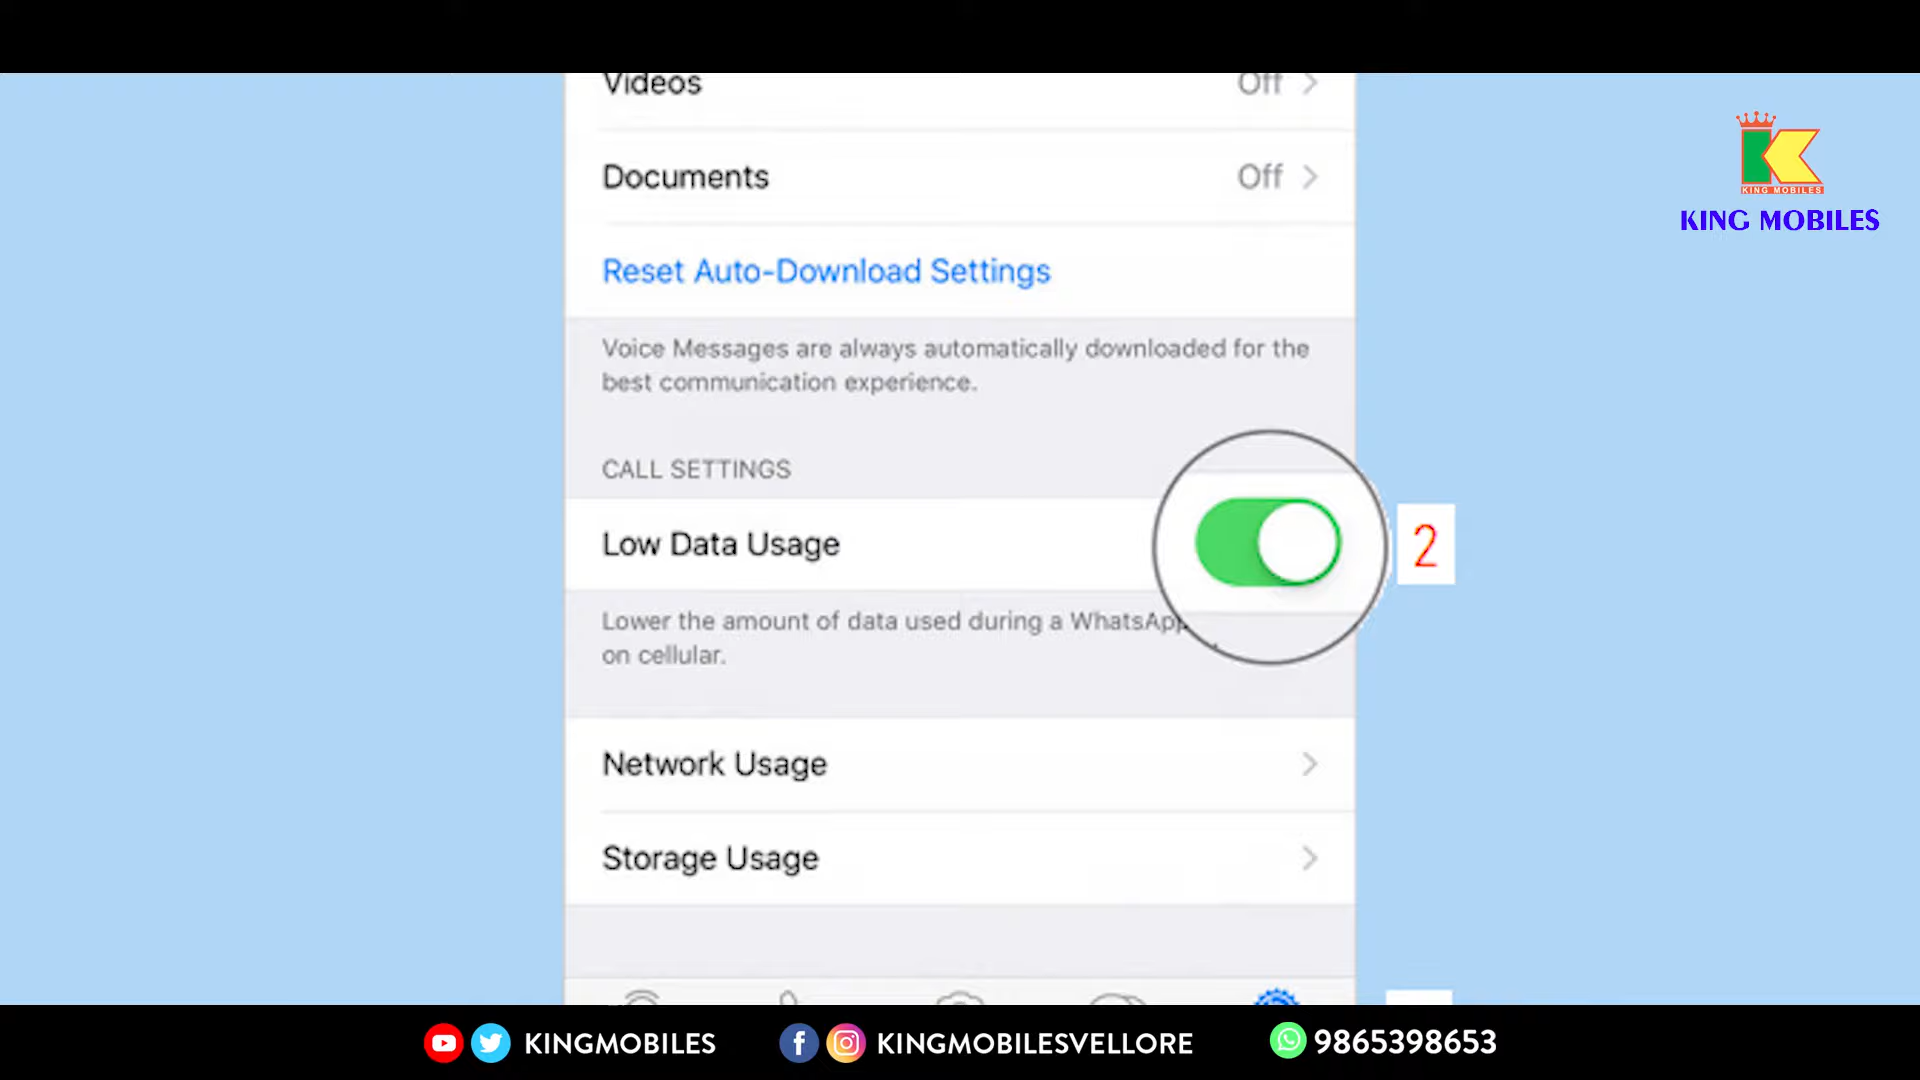 Videos Off
Documents Off
Reset Auto-Download Settings
Voice Messages are always automatically downloaded for the
best communication experience.
CALL SETTINGS
Low Data Usage
2
Lower the amount of data used during a WhatsApp
on cellular.
Network Usage
Storage Usage
KING MOBILES
KING MOBILES
KINGMOBILES KINGMOBILESVELLORE 9865398653